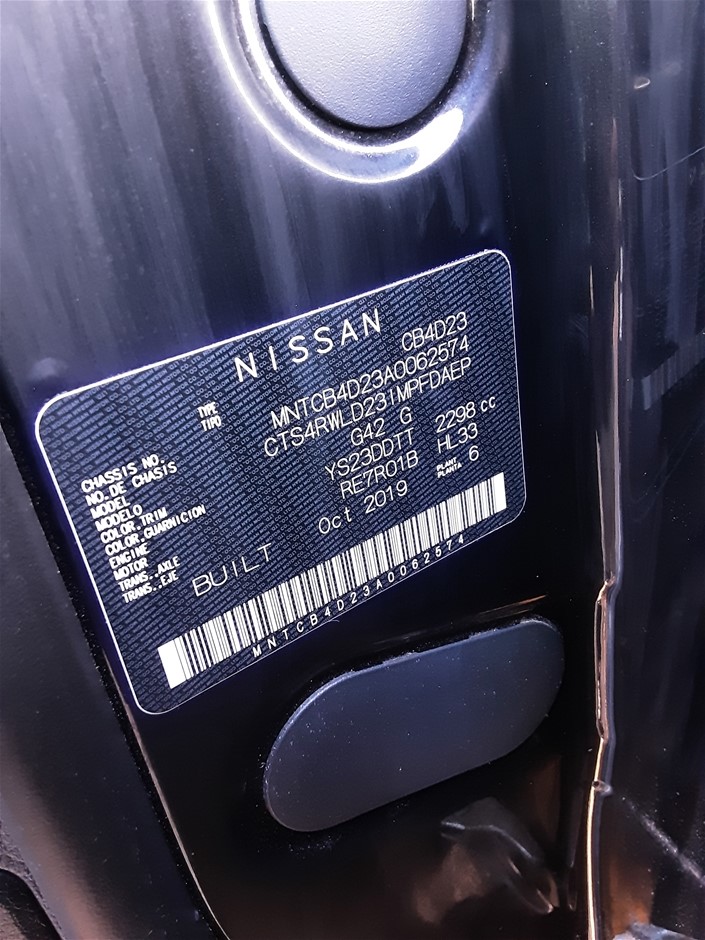 NISSAN
TYPE CB4D23
TIPO
CHASSIS NO. MNTCB4D23A0062574
NO.DE CHASIS
MODEL CTS4RWLD231MPFDAEP
MODELO
COLOR.TRIM G42 G
COLOR.GUARNICION
ENGINE YS23DDTT 2298 cc
MOTOR
TRANS. AXLE RE7R01B HL33
TRANS..EJE PLANT 6
PLANTA
BUILT Oct 2019
MNTCB4D23A0062574